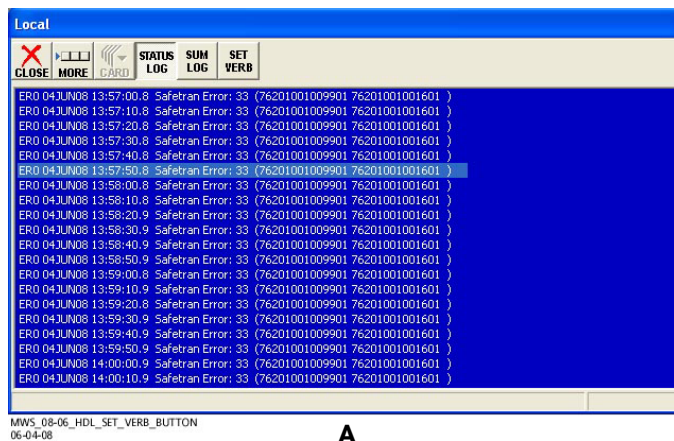 Local
CLOSE MORE CARD STATUS LOG SUM LOG SET VERB
ER0 04JUN08 13:57:00.8 Safetran Error: 33 (76201001009901 76201001001601 )
ER0 04JUN08 13:57:10.8 Safetran Error: 33 (76201001009901 76201001001601 )
ER0 04JUN08 13:57:20.8 Safetran Error: 33 (76201001009901 76201001001601 )
ER0 04JUN08 13:57:30.8 Safetran Error: 33 (76201001009901 76201001001601 )
ER0 04JUN08 13:57:40.8 Safetran Error: 33 (76201001009901 76201001001601 )
ER0 04JUN08 13:57:50.8 Safetran Error: 33 (76201001009901 76201001001601 )
ER0 04JUN08 13:58:00.8 Safetran Error: 33 (76201001009901 76201001001601 )
ER0 04JUN08 13:58:10.8 Safetran Error: 33 (76201001009901 76201001001601 )
ER0 04JUN08 13:58:20.9 Safetran Error: 33 (76201001009901 76201001001601 )
ER0 04JUN08 13:58:30.9 Safetran Error: 33 (76201001009901 76201001001601 )
ER0 04JUN08 13:58:40.9 Safetran Error: 33 (76201001009901 76201001001601 )
ER0 04JUN08 13:58:50.9 Safetran Error: 33 (76201001009901 76201001001601 )
ER0 04JUN08 13:59:00.8 Safetran Error: 33 (76201001009901 76201001001601 )
ER0 04JUN08 13:59:10.9 Safetran Error: 33 (76201001009901 76201001001601 )
ER0 04JUN08 13:59:20.8 Safetran Error: 33 (76201001009901 76201001001601 )
ER0 04JUN08 13:59:30.9 Safetran Error: 33 (76201001009901 76201001001601 )
ER0 04JUN08 13:59:40.9 Safetran Error: 33 (76201001009901 76201001001601 )
ER0 04JUN08 13:59:50.9 Safetran Error: 33 (76201001009901 76201001001601 )
ER0 04JUN08 14:00:00.9 Safetran Error: 33 (76201001009901 76201001001601 )
ER0 04JUN08 14:00:10.9 Safetran Error: 33 (76201001009901 76201001001601 )
MWS_08-06_HDL_SET_VERB_BUTTON
06-04-08
A